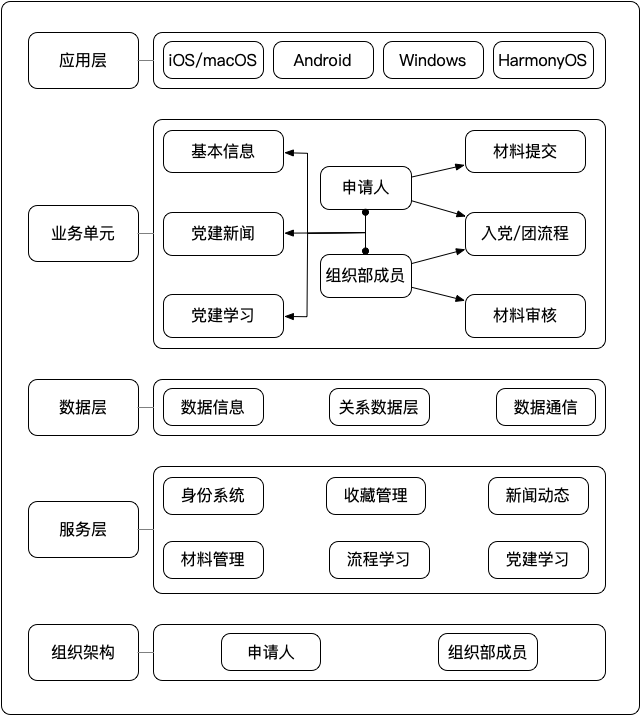 应用层
iOS/macOS
Android
Windows
HarmonyOS
业务单元
基本信息
申请人
材料提交
党建新闻
入党/团流程
组织部成员
党建学习
材料审核
数据层
数据信息
关系数据层
数据通信
服务层
身份系统
收藏管理
新闻动态
材料管理
流程学习
党建学习
组织架构
申请人
组织部成员